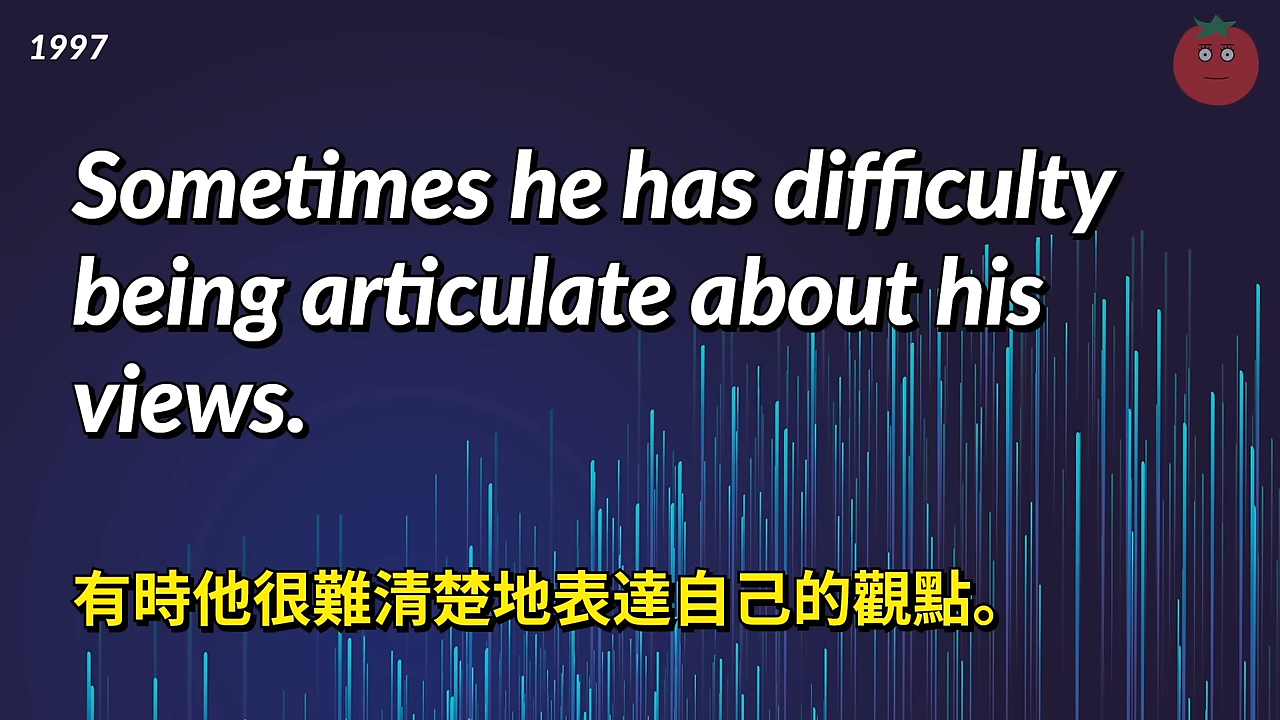 1997
Sometimes he has difficulty
being articulate about his
views.
有時他很難清楚地表達自己的觀點。